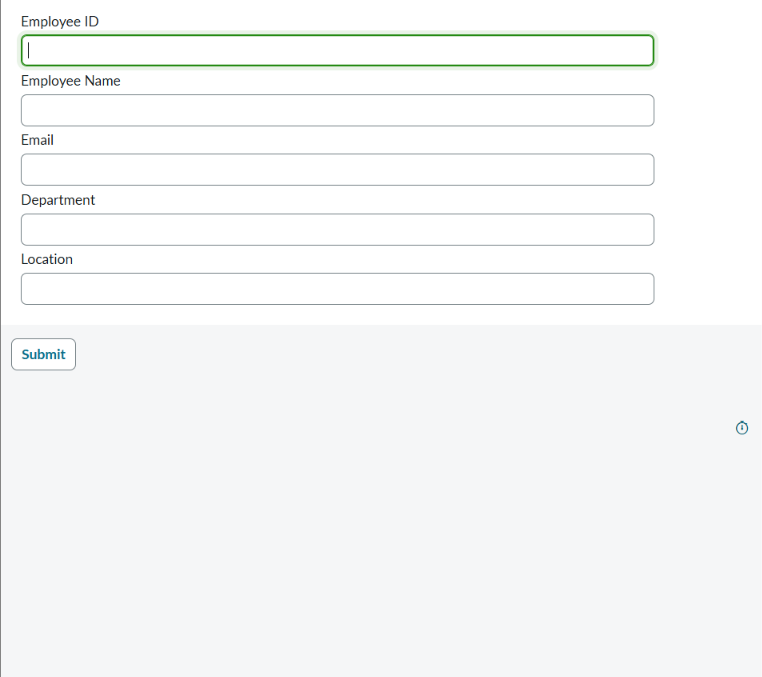 Employee ID
Employee Name
Email
Department
Location
Submit